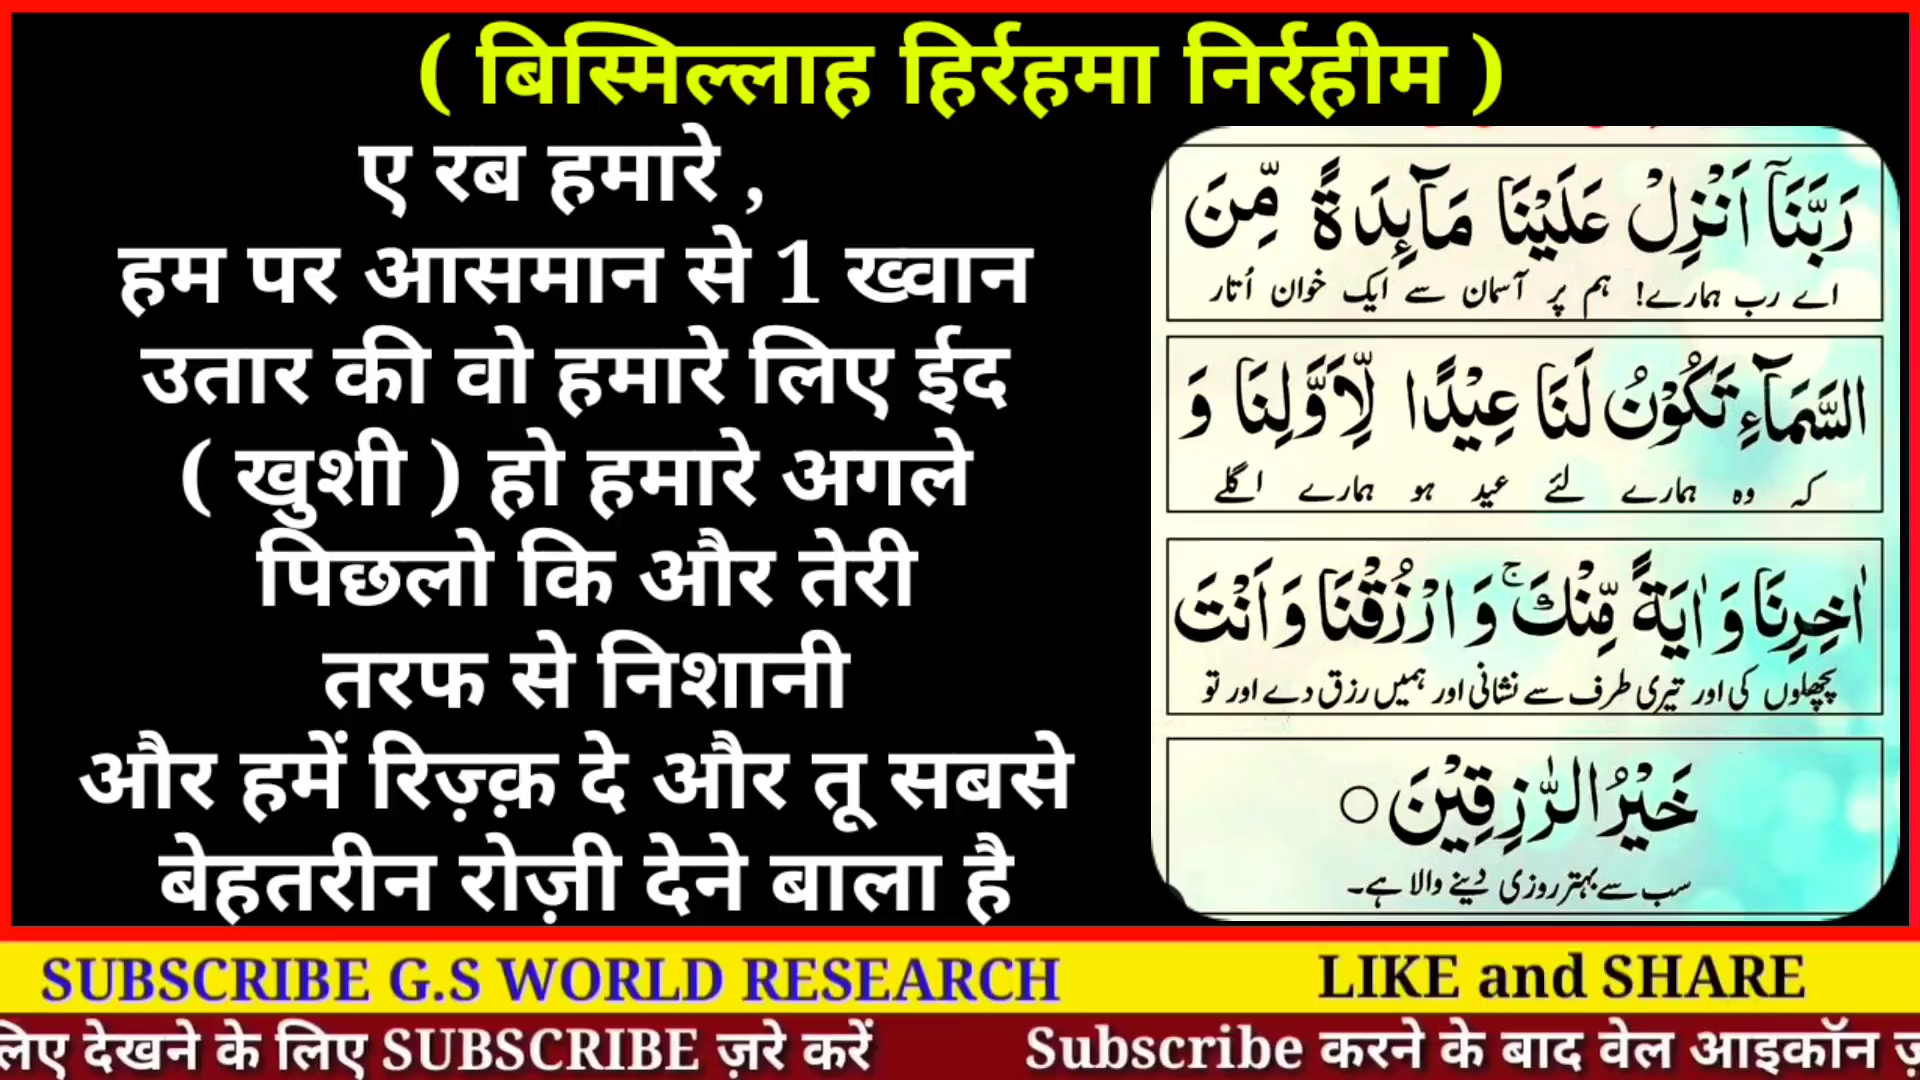 ( बिस्मिल्लाह हिर्रहमा निर्रहीम )
ए रब हमारे ,
हम पर आसमान से 1 ख्वान
उतार की वो हमारे लिए ईद
( खुशी ) हो हमारे अगले
पिछलो कि और तेरी
तरफ से निशानी
और हमें रिज़्क़ दे और तू सबसे
बेहतरीन रोज़ी देने बाला है
رَبَّنَاۤ اَنْزِلْ عَلَيْنَا مَآىِٕدَةً مِّنَ
اے رب ہمارے! ہم پر آسمان سے ایک خوان اُتار
السَّمَآءِ تَكُوْنُ لَنَا عِيْدًا لِّاَوَّلِنَا وَ
کہ وہ ہمارے لئے عید ہو ہمارے اگلے
اٰخِرِنَا وَ اٰيَةً مِّنْكَ ۚ وَ ارْزُقْنَا وَ اَنْتَ
پچھلوں کی اور تیری طرف سے نشانی اور ہمیں رزق دے اور تو
خَيْرُ الرّٰزِقِيْنَ ○
سب سے بہتر روزی دینے والا ہے۔
SUBSCRIBE G.S WORLD RESEARCH
LIKE and SHARE
लिए देखने के लिए SUBSCRIBE ज़रे करें
Subscribe करने के बाद वेल आइकॉन